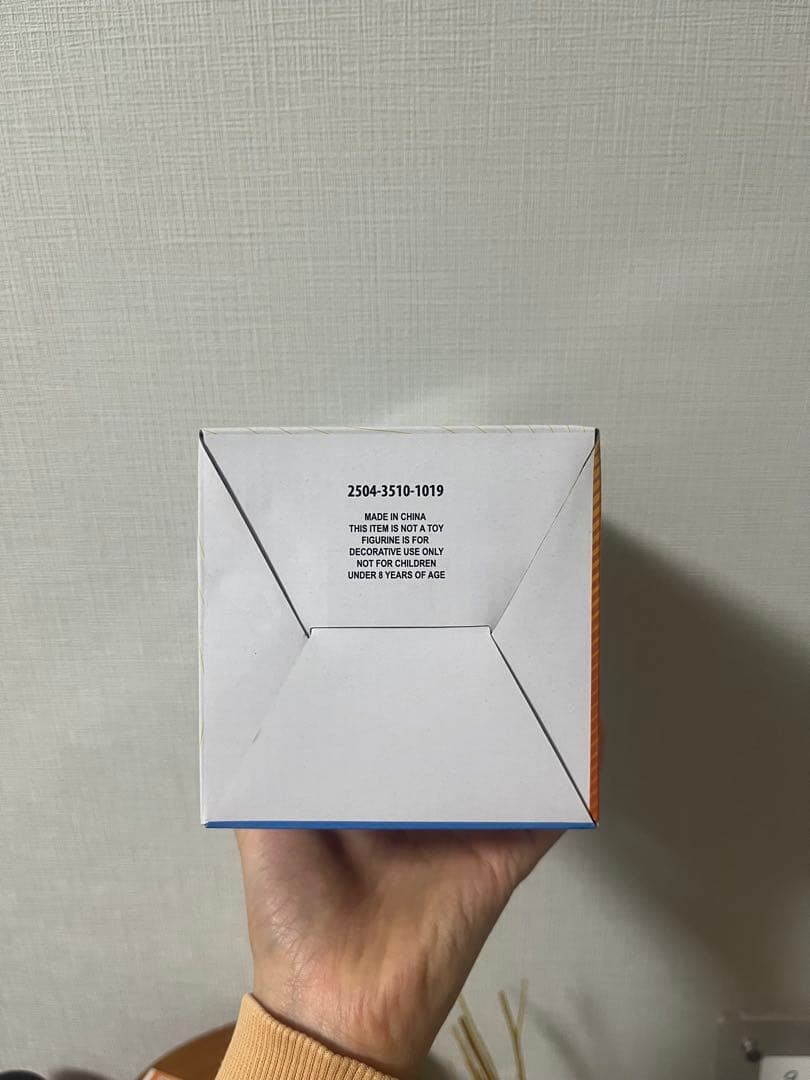 2504-3510-1019
MADE IN CHINA
THIS ITEM IS NOT A TOY
FIGURINE IS FOR
DECORATIVE USE ONLY
NOT FOR CHILDREN
UNDER 8 YEARS OF AGE